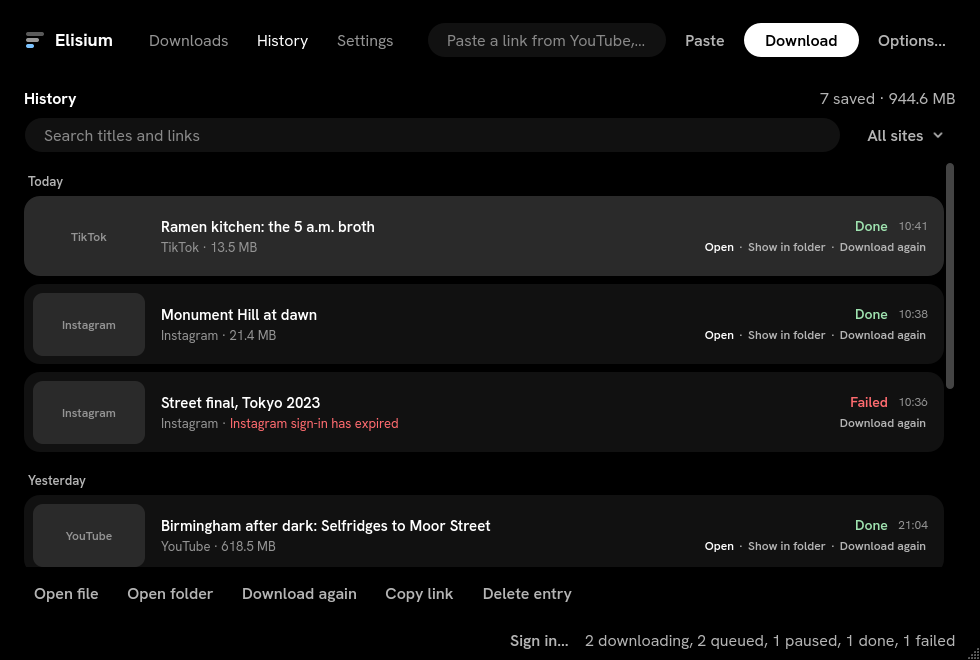 Elisium Downloads History Settings Paste a link from YouTube,... Paste Download Options...
History 7 saved · 944.6 MB
Search titles and links All sites
Today
TikTok
Ramen kitchen: the 5 a.m. broth Done 10:41
TikTok · 13.5 MB Open · Show in folder · Download again
Instagram
Monument Hill at dawn Done 10:38
Instagram · 21.4 MB Open · Show in folder · Download again
Instagram
Street final, Tokyo 2023 Failed 10:36
Instagram · Instagram sign-in has expired Download again
Yesterday
YouTube
Birmingham after dark: Selfridges to Moor Street Done 21:04
YouTube · 618.5 MB Open · Show in folder · Download again
Open file Open folder Download again Copy link Delete entry
Sign in... 2 downloading, 2 queued, 1 paused, 1 done, 1 failed